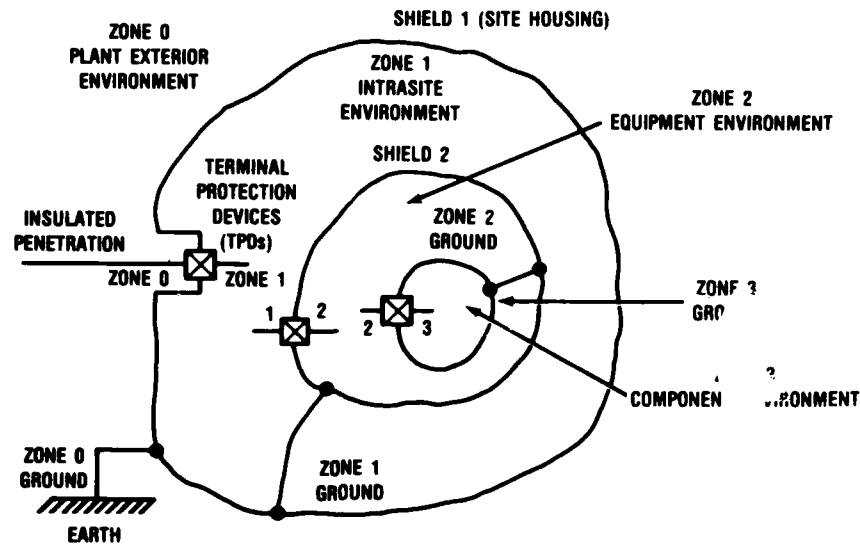 SHIELD 1 (SITE HOUSING)
ZONE 0
PLANT EXTERIOR
ENVIRONMENT
ZONE 1
INTRASITE
ENVIRONMENT
ZONE 2
EQUIPMENT ENVIRONMENT
SHIELD 2
TERMINAL
PROTECTION
DEVICES
(TPDs)
INSULATED
PENETRATION
ZONE 0
ZONE 1
ZONE 2
GROUND
1
2
2
3
ZONE 3
ZONE 0
GROUND
EARTH
ZONE 1
GROUND